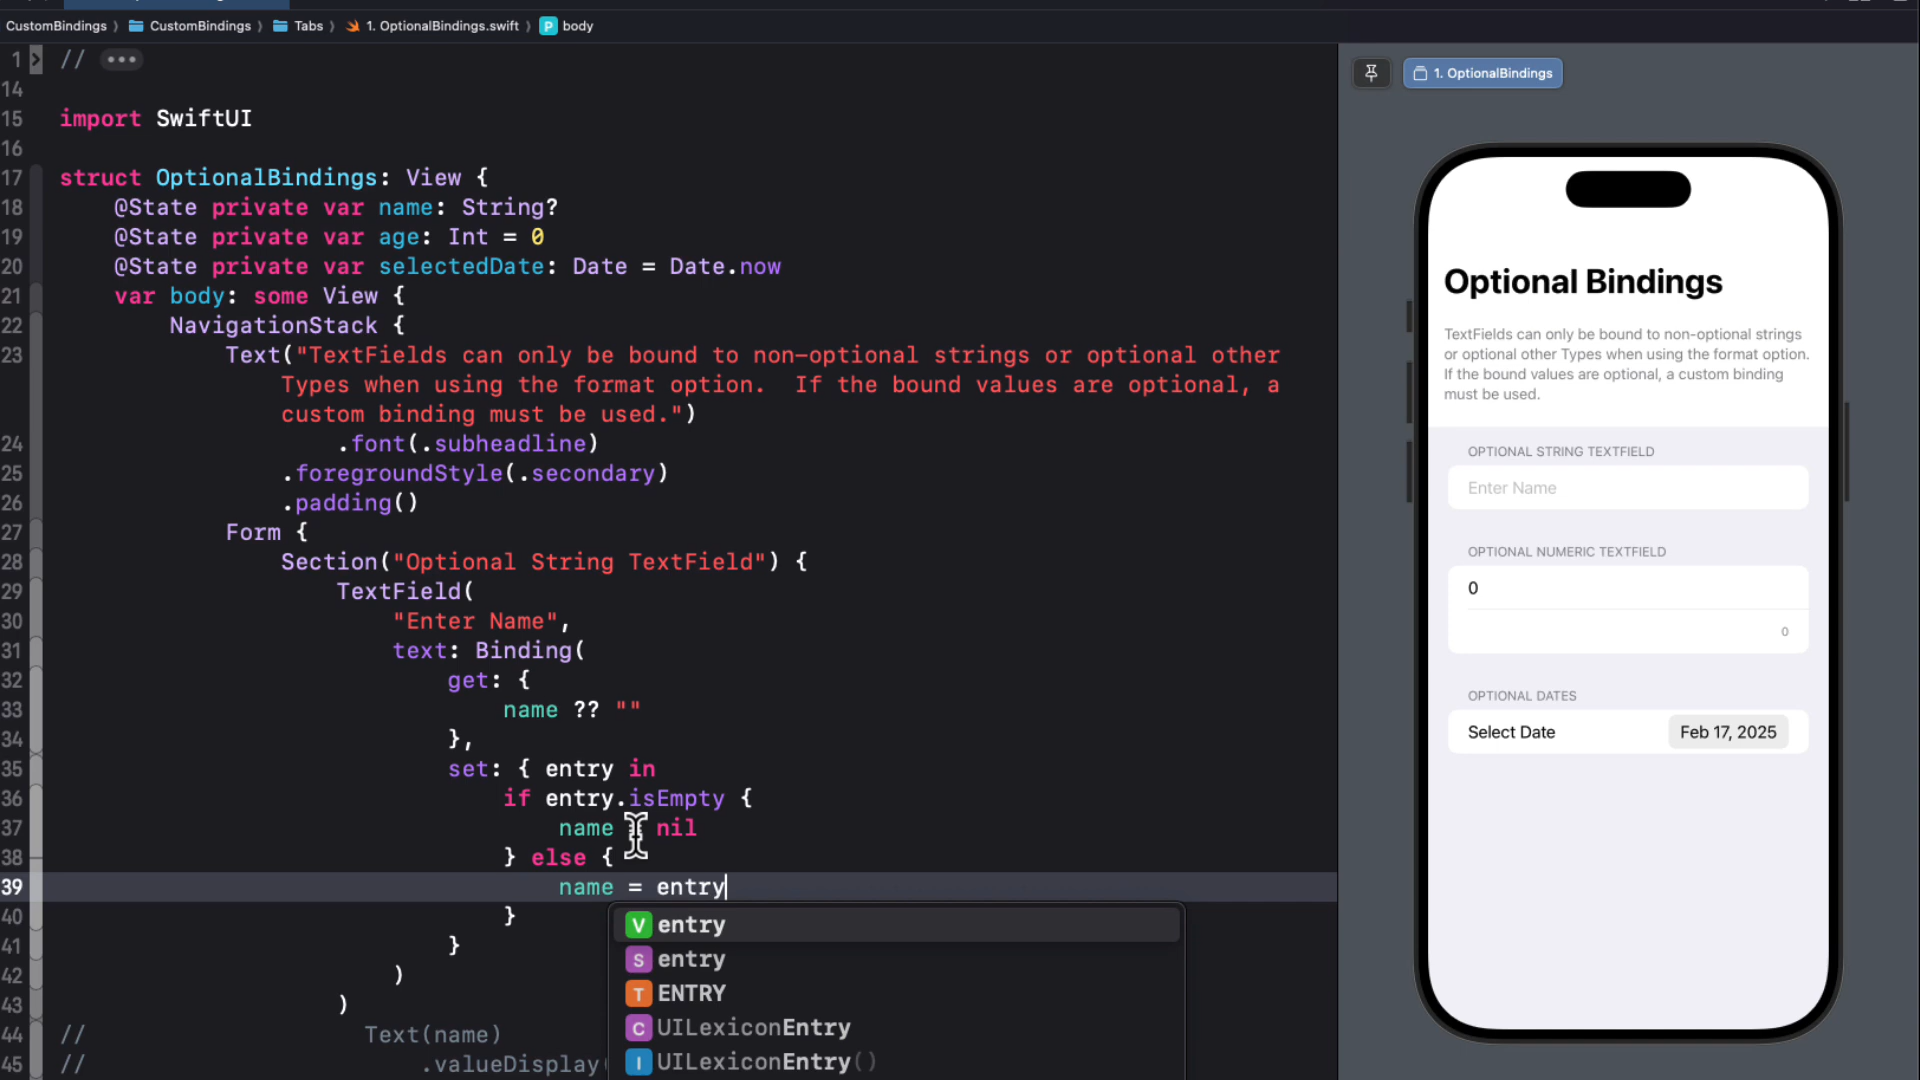 CustomBindings 〉 CustomBindings 〉 Tabs 〉 1. OptionalBindings.swift 〉 P body
1 // •••
14
15 import SwiftUI
16
17 struct OptionalBindings: View {
18 @State private var name: String?
19 @State private var age: Int = 0
20 @State private var selectedDate: Date = Date.now
21 var body: some View {
22 NavigationStack {
23 Text("TextFields can only be bound to non-optional strings or optional other
Types when using the format option.  If the bound values are optional, a
custom binding must be used.")
24 .font(.subheadline)
25 .foregroundStyle(.secondary)
26 .padding()
27 Form {
28 Section("Optional String TextField") {
29 TextField(
30 "Enter Name",
31 text: Binding(
32 get: {
33 name ?? ""
34 },
35 set: { entry in
36 if entry.isEmpty {
37 name = nil
38 } else {
39 name = entry
40 }
41 }
42 )
43 )
44 // Text(name)
45 // .valueDisplay(
V entry
S entry
T ENTRY
C UILexiconEntry
I UILexiconEntry()
1. OptionalBindings
Optional Bindings
TextFields can only be bound to non-optional strings
or optional other Types when using the format option.
If the bound values are optional, a custom binding
must be used.
OPTIONAL STRING TEXTFIELD
Enter Name
OPTIONAL NUMERIC TEXTFIELD
0
0
OPTIONAL DATES
Select Date Feb 17, 2025